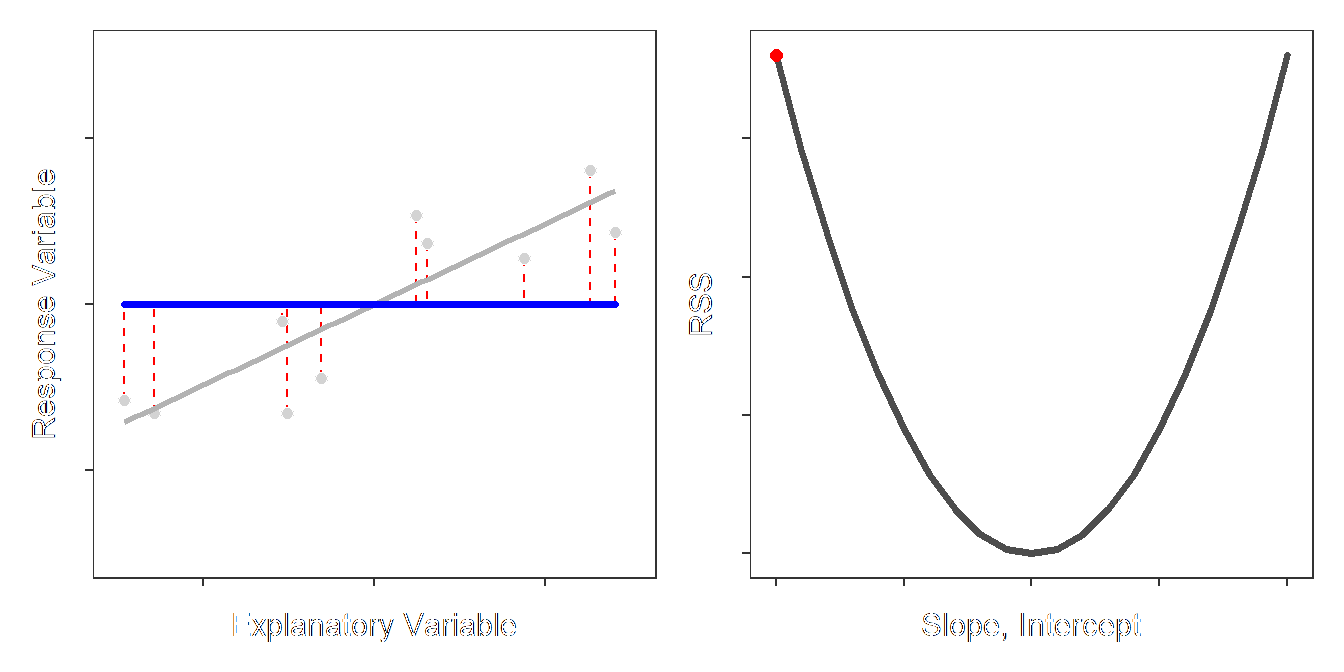 Response Variable
Explanatory Variable
RSS
Slope, Intercept